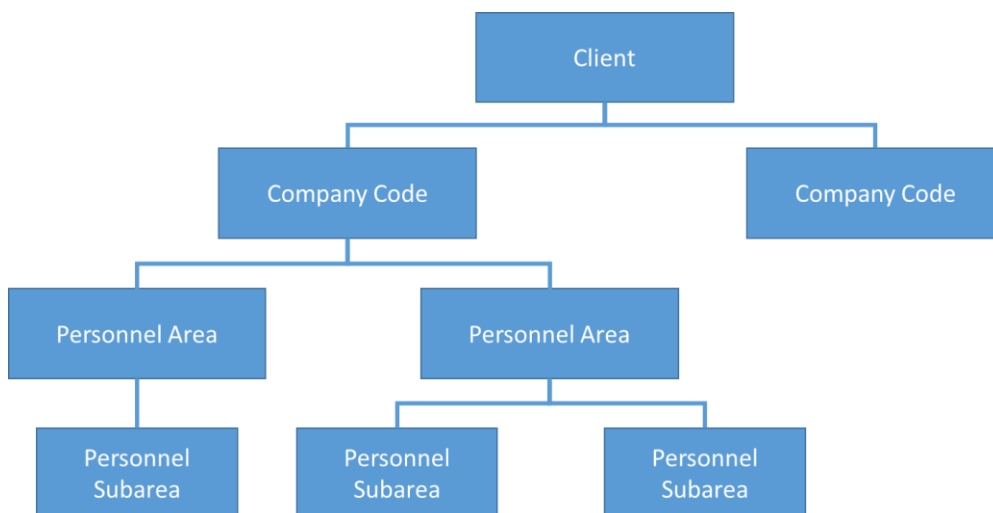 Client
Company Code
Company Code
Personnel Area
Personnel Area
Personnel
Subarea
Personnel
Subarea
Personnel
Subarea